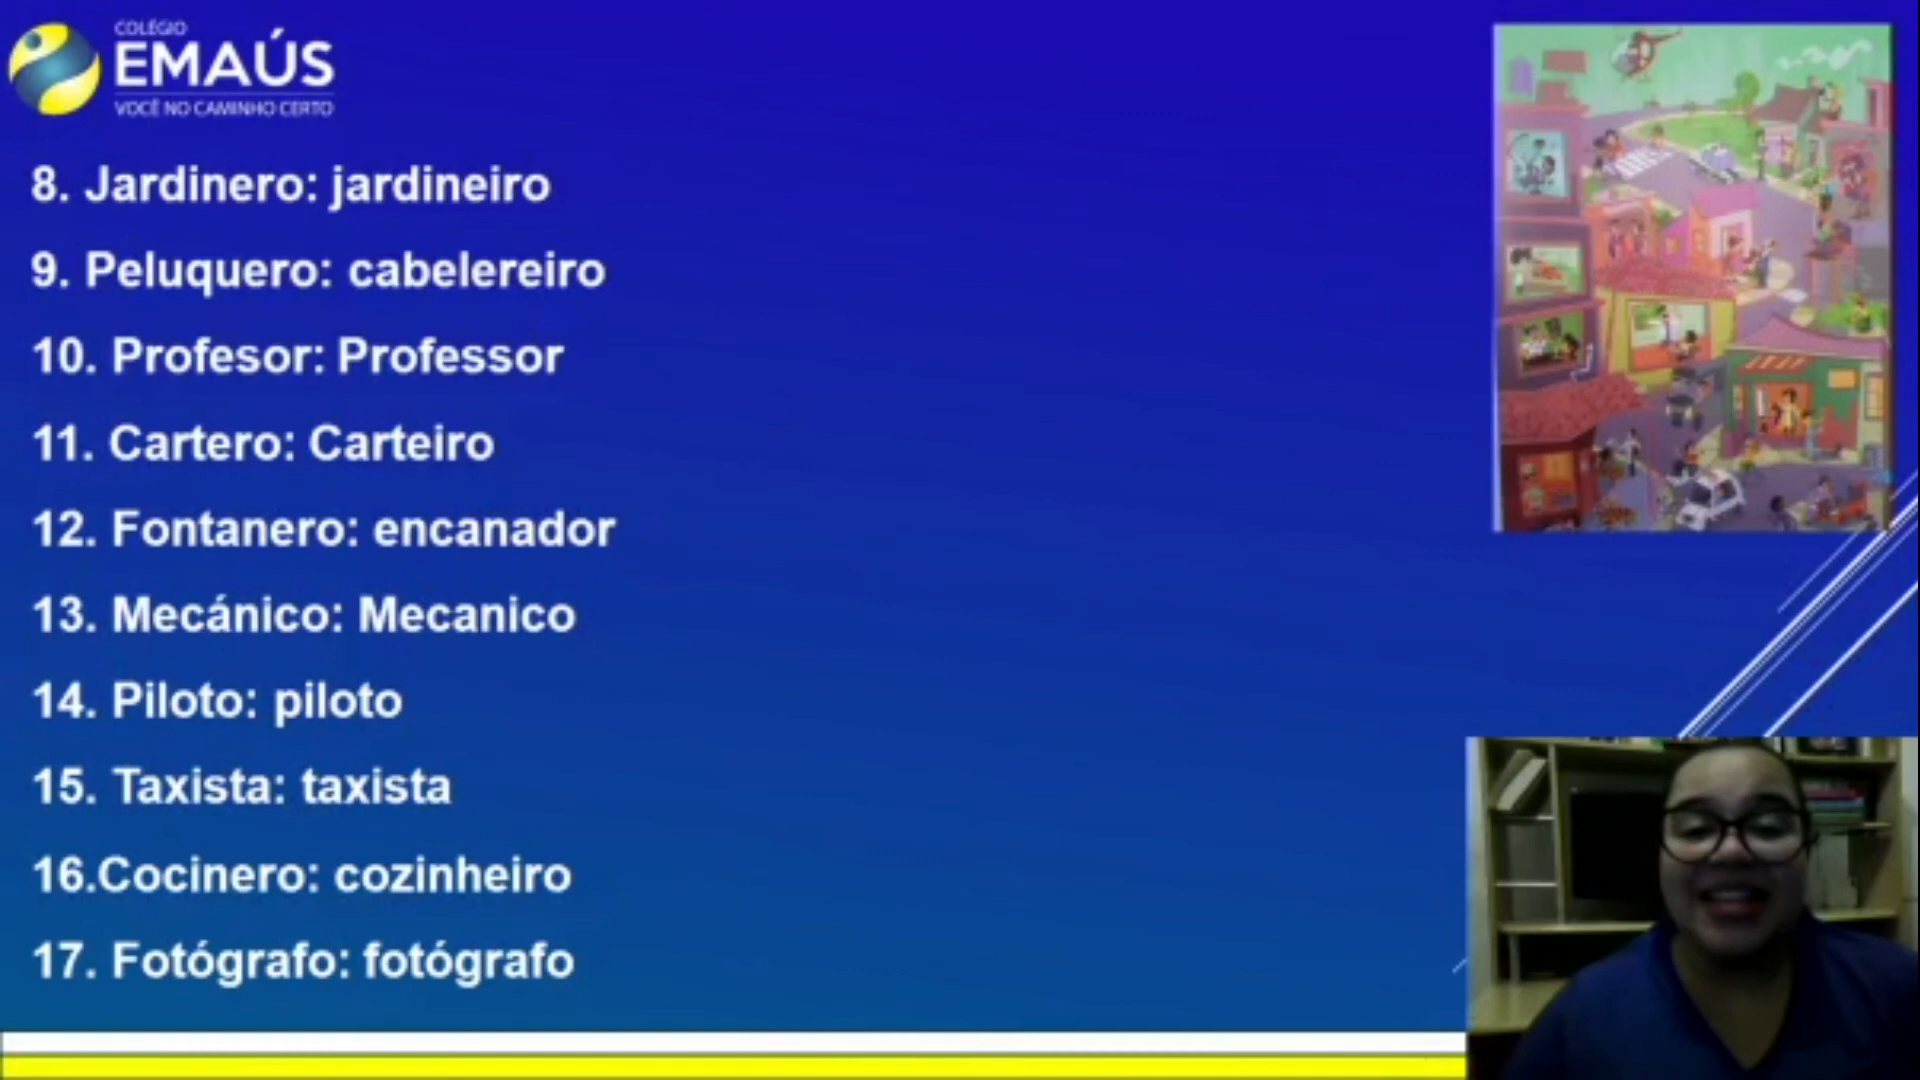 COLÉGIO
EMAÚS
VOCÊ NO CAMINHO CERTO
8. Jardinero: jardineiro
9. Peluquero: cabelereiro
10. Profesor: Professor
11. Cartero: Carteiro
12. Fontanero: encanador
13. Mecánico: Mecanico
14. Piloto: piloto
15. Taxista: taxista
16.Cocinero: cozinheiro
17. Fotógrafo: fotógrafo